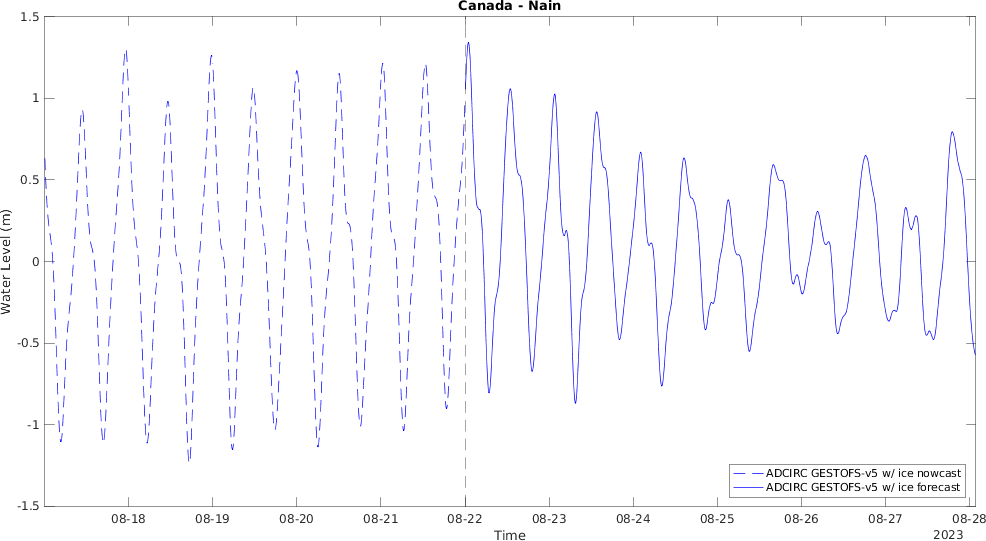 Canada - Nain
1.5
1
0.5
0
-0.5
-1
-1.5
Water Level (m)
ADCIRC GESTOFS-v5 w/ ice nowcast
ADCIRC GESTOFS-v5 w/ ice forecast
08-18 08-19 08-20 08-21 08-22 08-23 08-24 08-25 08-26 08-27 08-28
Time
2023